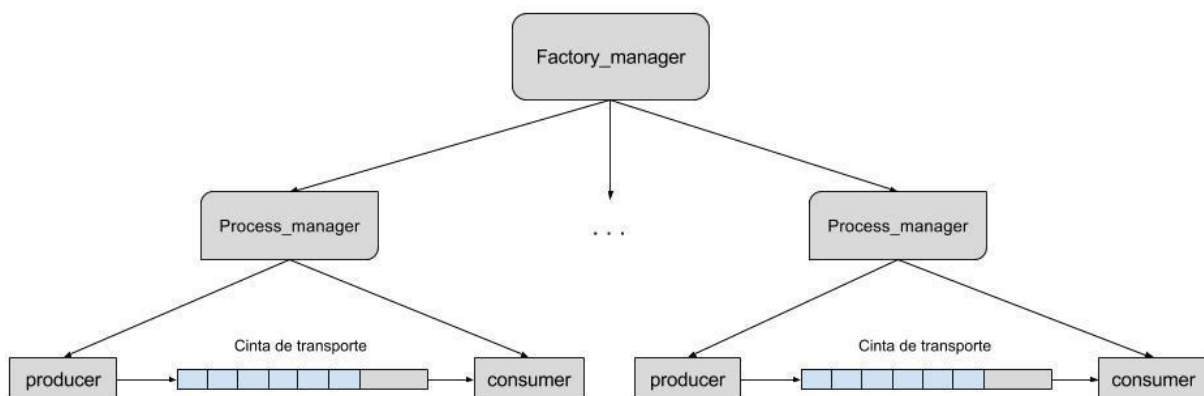 Factory_manager
Process_manager
. . .
Process_manager
Cinta de transporte
Cinta de transporte
producer
consumer
producer
consumer